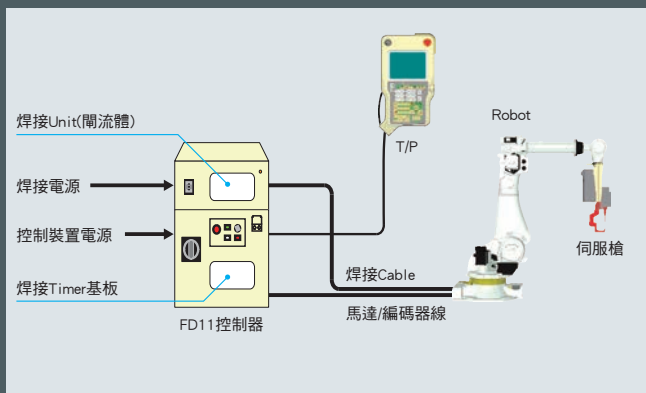 焊接Unit(閘流體)
焊接電源
控制裝置電源
焊接Timer基板
FD11控制器
T/P
Robot
伺服槍
焊接Cable
馬達/編碼器線